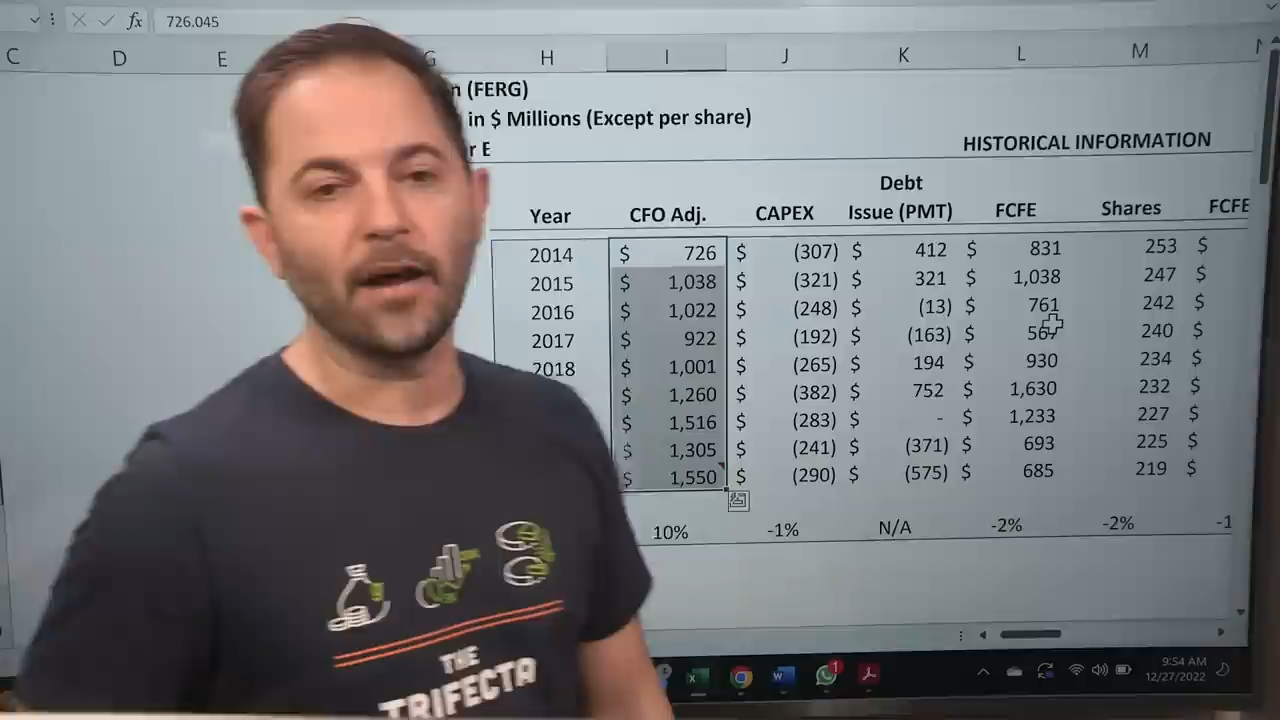 fx 726.045
C D E G H I J K L M
n (FERG)
in $ Millions (Except per share)
r E
HISTORICAL INFORMATION
Debt
Year CFO Adj. CAPEX Issue (PMT) FCFE Shares FCFE
2014 $ 726 $ (307) $ 412 $ 831 253 $
2015 $ 1,038 $ (321) $ 321 $ 1,038 247 $
2016 $ 1,022 $ (248) $ (13) $ 761 242 $
2017 $ 922 $ (192) $ (163) $ 567 240 $
2018 $ 1,001 $ (265) $ 194 $ 930 234 $
$ 1,260 $ (382) $ 752 $ 1,630 232 $
$ 1,516 $ (283) $ - $ 1,233 227 $
$ 1,305 $ (241) $ (371) $ 693 225 $
$ 1,550 $ (290) $ (575) $ 685 219 $
10% -1% N/A -2% -2% -1
THE
TRIFECTA
1
9:54 AM
12/27/2022